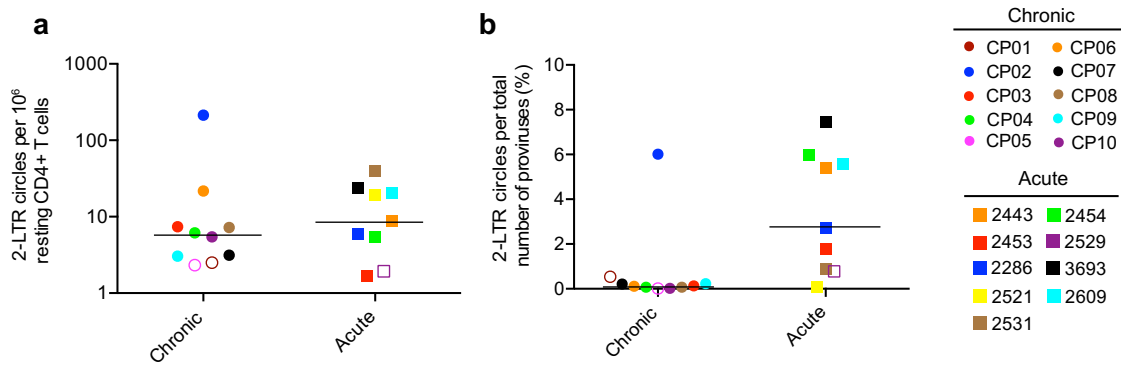 a
2-LTR circles per 10⁶
resting CD4+ T cells
1000
100
10
1
Chronic
Acute
b
2-LTR circles per total
number of proviruses (%)
10
8
6
4
2
0
Chronic
Acute
Chronic
CP01 CP06
CP02 CP07
CP03 CP08
CP04 CP09
CP05 CP10
Acute
2443 2454
2453 2529
2286 3693
2521 2609
2531